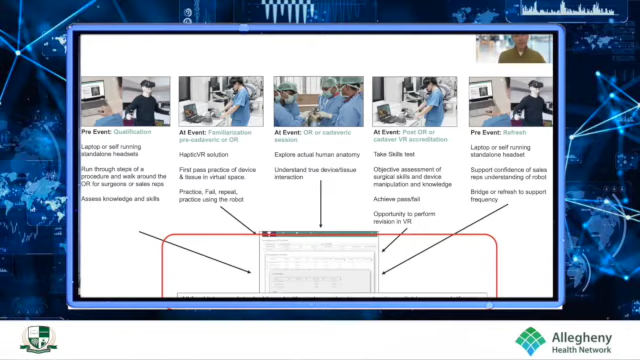 Pre Event: Qualification
Laptop or self running
standalone headsets
Run through steps of a
procedure and walk around the
OR for surgeons or sales reps
Assess knowledge and skills
At Event: Familiarization
pre-cadaveric or OR
HapticVR solution
First pass practice of device
& tissue in virtual space.
Practice, Fail, repeat,
practice using the robot
At Event: OR or cadaveric
session
Explore actual human anatomy
Understand true device/tissue
interaction
At Event: Post OR or
cadaver VR accreditation
Take Skills test
Objective assessment of
surgical skills and device
manipulation and knowledge
Achieve pass/fail
Opportunity to perform
revision in VR
Pre Event: Refresh
Laptop or self running
standalone headset
Support confidence of sales
reps understanding of robot
Bridge or refresh to support
frequency
Allegheny
Health Network